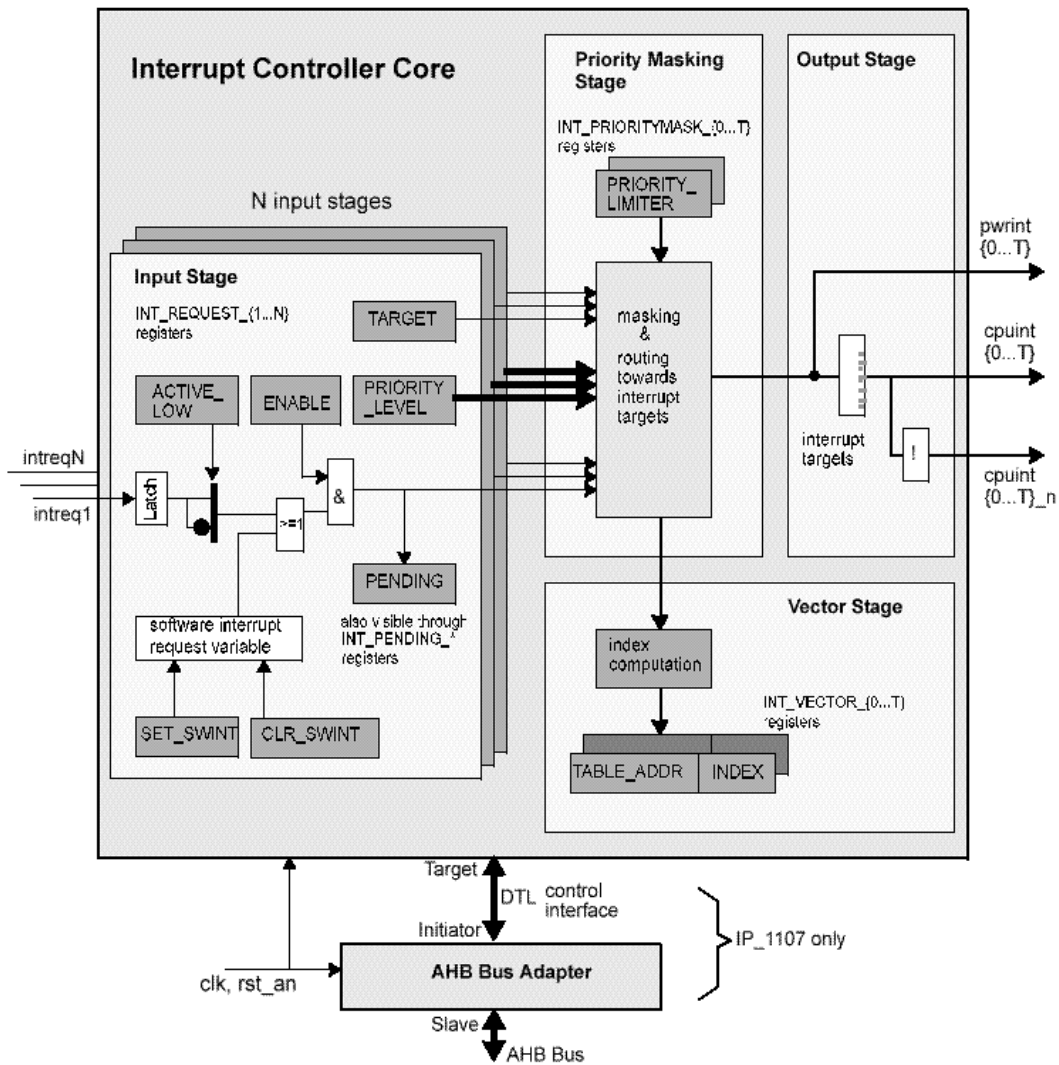 Interrupt Controller Core
Priority Masking
Stage
Output Stage
INT_PRIORITYMASK_{0...T}
registers
PRIORITY_
LIMITER
N input stages
pwrint
{0...T}
Input Stage
INT_REQUEST_{1...N}
registers
TARGET
masking
&
routing
towards
interrupt
targets
cpuint
{0...T}
ACTIVE_
LOW
ENABLE
PRIORITY
_LEVEL
interrupt
targets
!
intreqN
intreq1
Latch
&
>=1
cpuint
{0...T}_n
PENDING
also visible through
INT_PENDING_*
registers
software interrupt
request variable
SET_SWINT
CLR_SWINT
Vector Stage
index
computation
INT_VECTOR_{0...T}
registers
TABLE_ADDR
INDEX
Target
DTL control
interface
Initiator
IP_1107 only
AHB Bus Adapter
clk, rst_an
Slave
AHB Bus